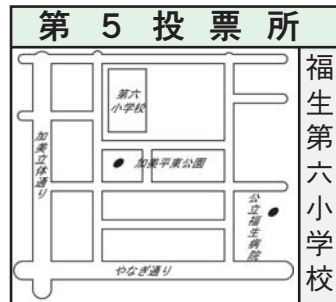 第5投票所
福生第六小学校
第六
小学校
加美平東公園
加美立体通り
公立福生病院
やなぎ通り